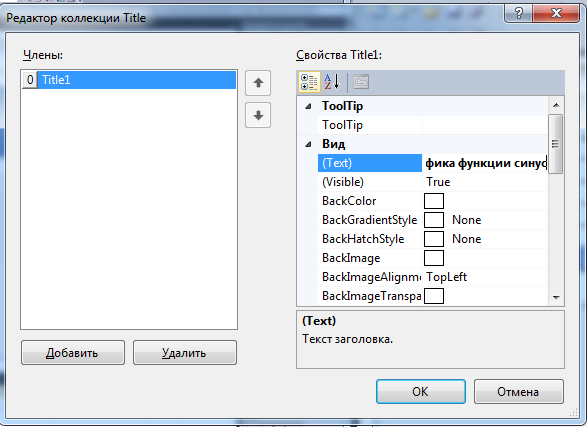 Редактор коллекции Title
Члены:
0 Title1
Добавить
Удалить
Свойства Title1:
ToolTip
ToolTip
Вид
(Text) фика функции синус
(Visible) True
BackColor
BackGradientStyle None
BackHatchStyle None
BackImage
BackImageAlignme TopLeft
BackImageTranspa
(Text)
Текст заголовка.
OK
Отмена